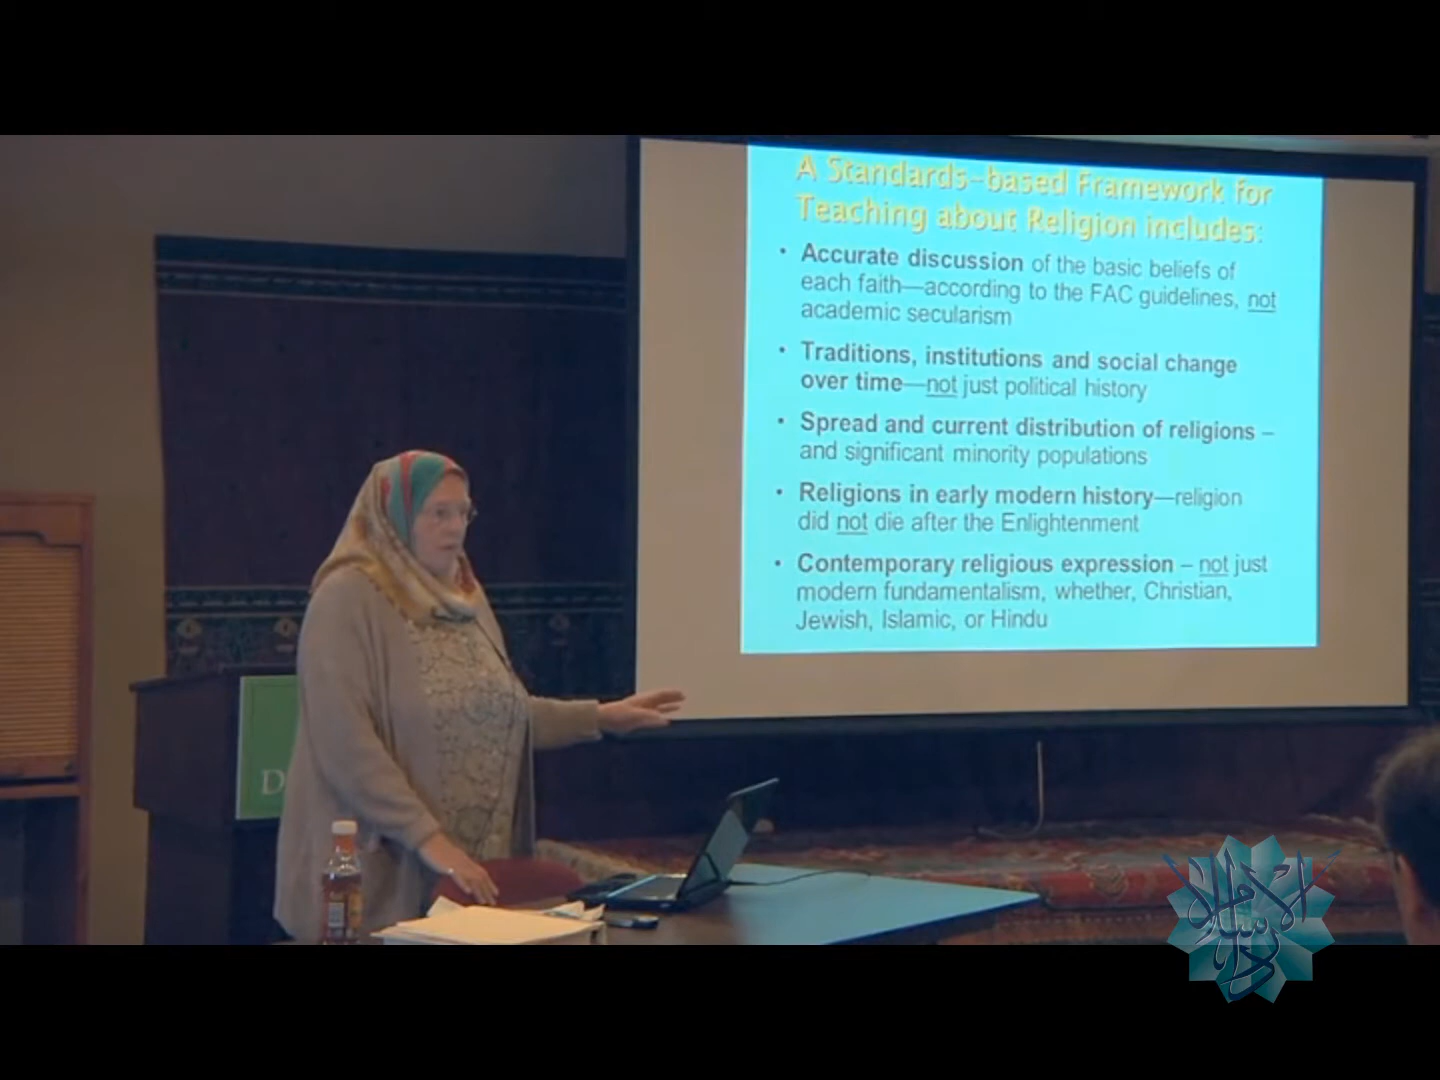 A Standards-based Framework for
Teaching about Religion includes:
• Accurate discussion of the basic beliefs of
each faith—according to the FAC guidelines, not
academic secularism
• Traditions, institutions and social change
over time—not just political history
• Spread and current distribution of religions –
and significant minority populations
• Religions in early modern history—religion
did not die after the Enlightenment
• Contemporary religious expression – not just
modern fundamentalism, whether, Christian,
Jewish, Islamic, or Hindu
D